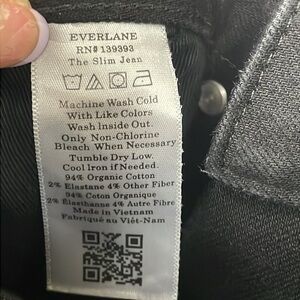 EVERLANE
RN# 139393
The Slim Jean
Machine Wash Cold
With Like Colors
Wash Inside Out.
Only Non-Chlorine
Bleach When Necessary
Tumble Dry Low.
Cool Iron if Needed.
94% Organic Cotton
2% Elastane 4% Other Fiber
94% Coton Organique
2% Élasthanne 4% Autre Fibre
Made in Vietnam
Fabriqué au Viêt-Nam